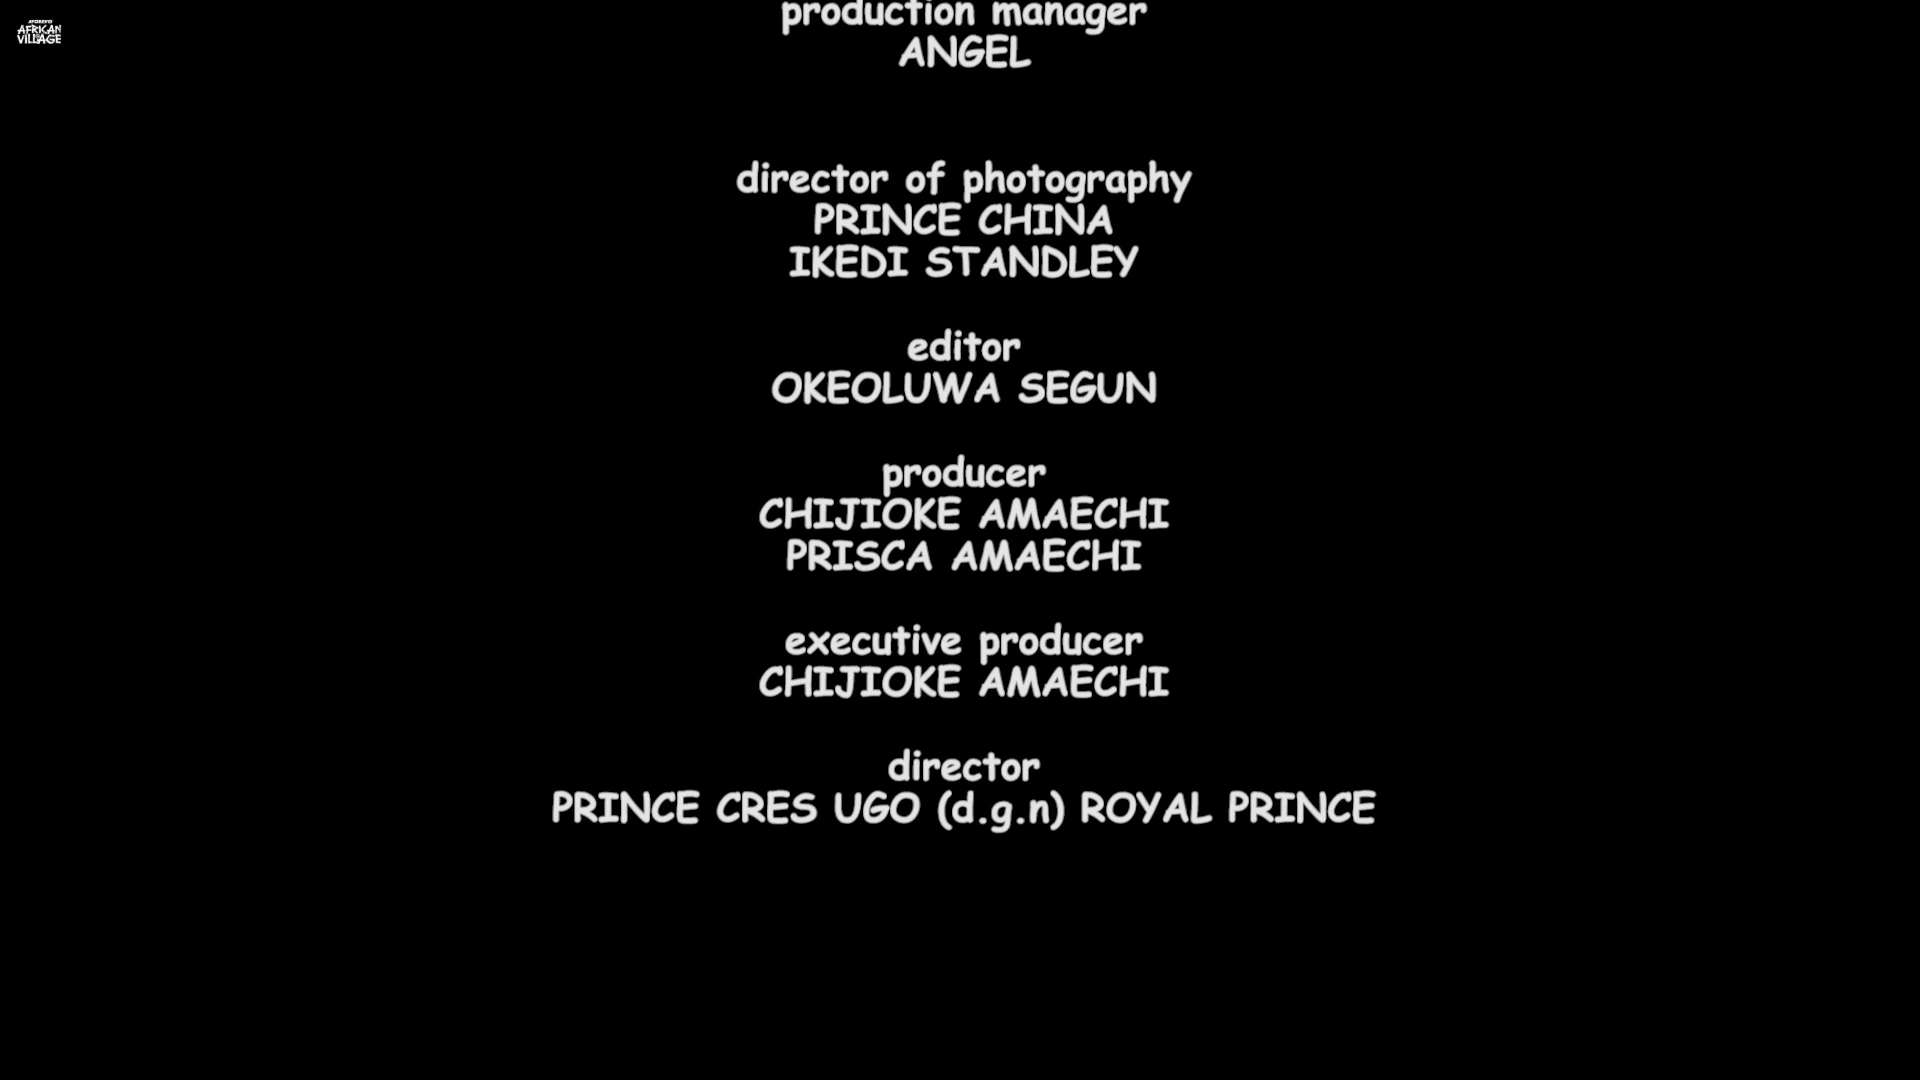 AFRICAN
VILLAGE
production manager
ANGEL
director of photography
PRINCE CHINA
IKEDI STANDLEY
editor
OKEOLUWA SEGUN
producer
CHIJIOKE AMAECHI
PRISCA AMAECHI
executive producer
CHIJIOKE AMAECHI
director
PRINCE CRES UGO (d.g.n) ROYAL PRINCE